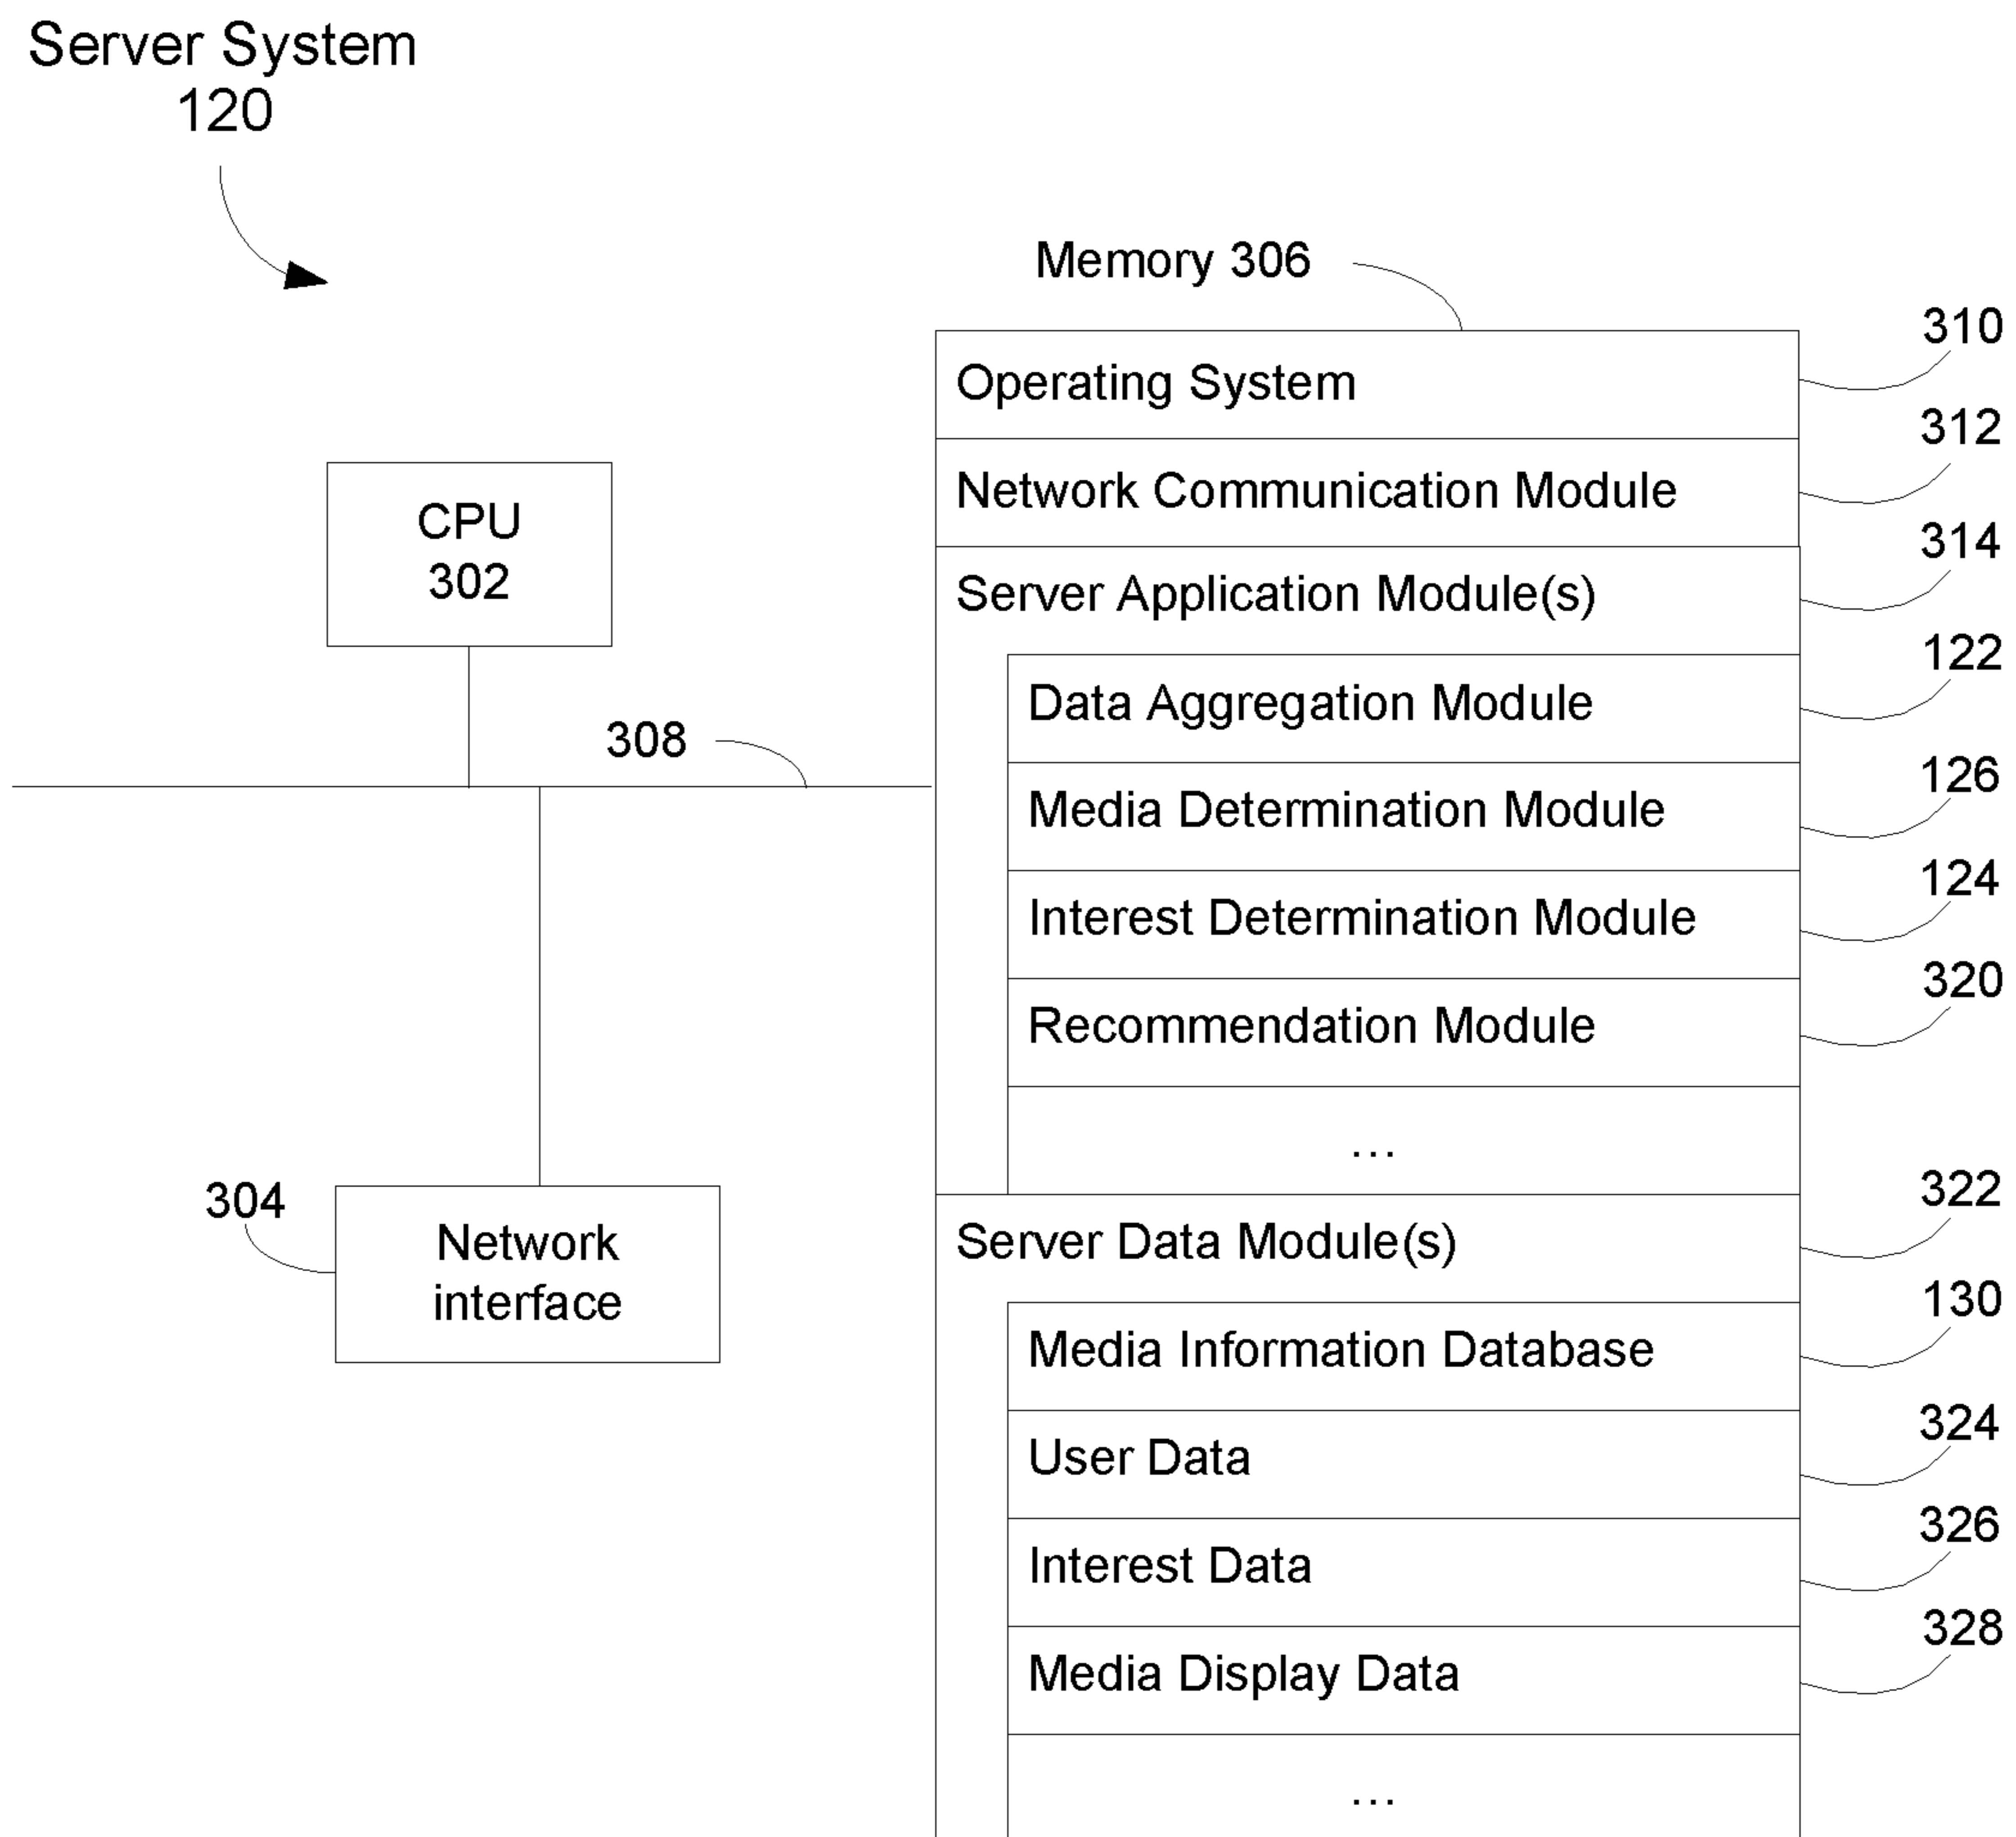 Server System
120
Memory 306
310
Operating System
312
Network Communication Module
CPU
302
314
Server Application Module(s)
122
Data Aggregation Module
308
126
Media Determination Module
124
Interest Determination Module
320
Recommendation Module
...
304
Network
interface
322
Server Data Module(s)
130
Media Information Database
324
User Data
326
Interest Data
328
Media Display Data
...